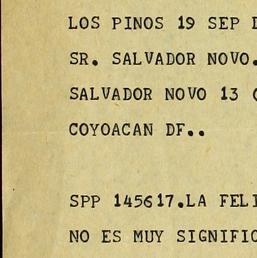 LOS PINOS 19 SEP
SR. SALVADOR NOVO.
SALVADOR NOVO 13
COYOACAN DF..
SPP 145617.LA
NO ES MUY